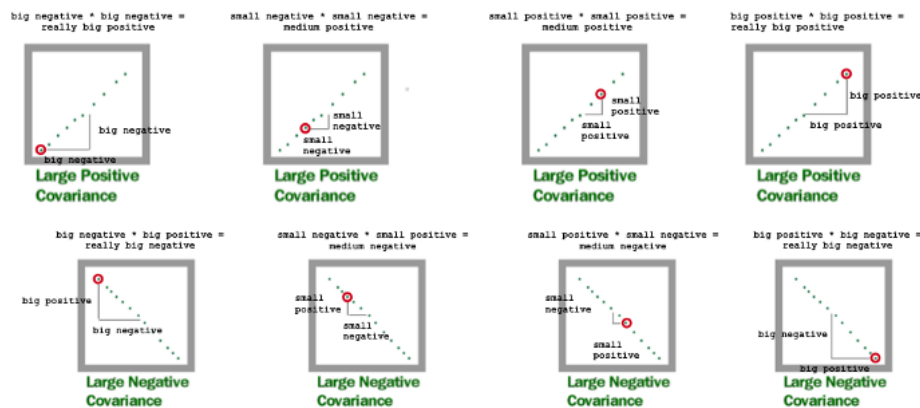 big negative * big negative =
really big positive
small negative * small negative =
medium positive
small positive * small positive =
medium positive
big positive * big positive =
really big positive
big negative
big negative
Large Positive
Covariance
small
negative
small
negative
Large Positive
Covariance
small
positive
small
positive
Large Positive
Covariance
big positive
big positive
Large Positive
Covariance
big negative * big positive =
really big negative
small negative * small positive =
medium negative
small positive * small negative =
medium negative
big positive * big negative =
really big negative
big positive
big negative
Large Negative
Covariance
small
positive
small
negative
Large Negative
Covariance
small
negative
small
positive
Large Negative
Covariance
big negative
big positive
Large Negative
Covariance